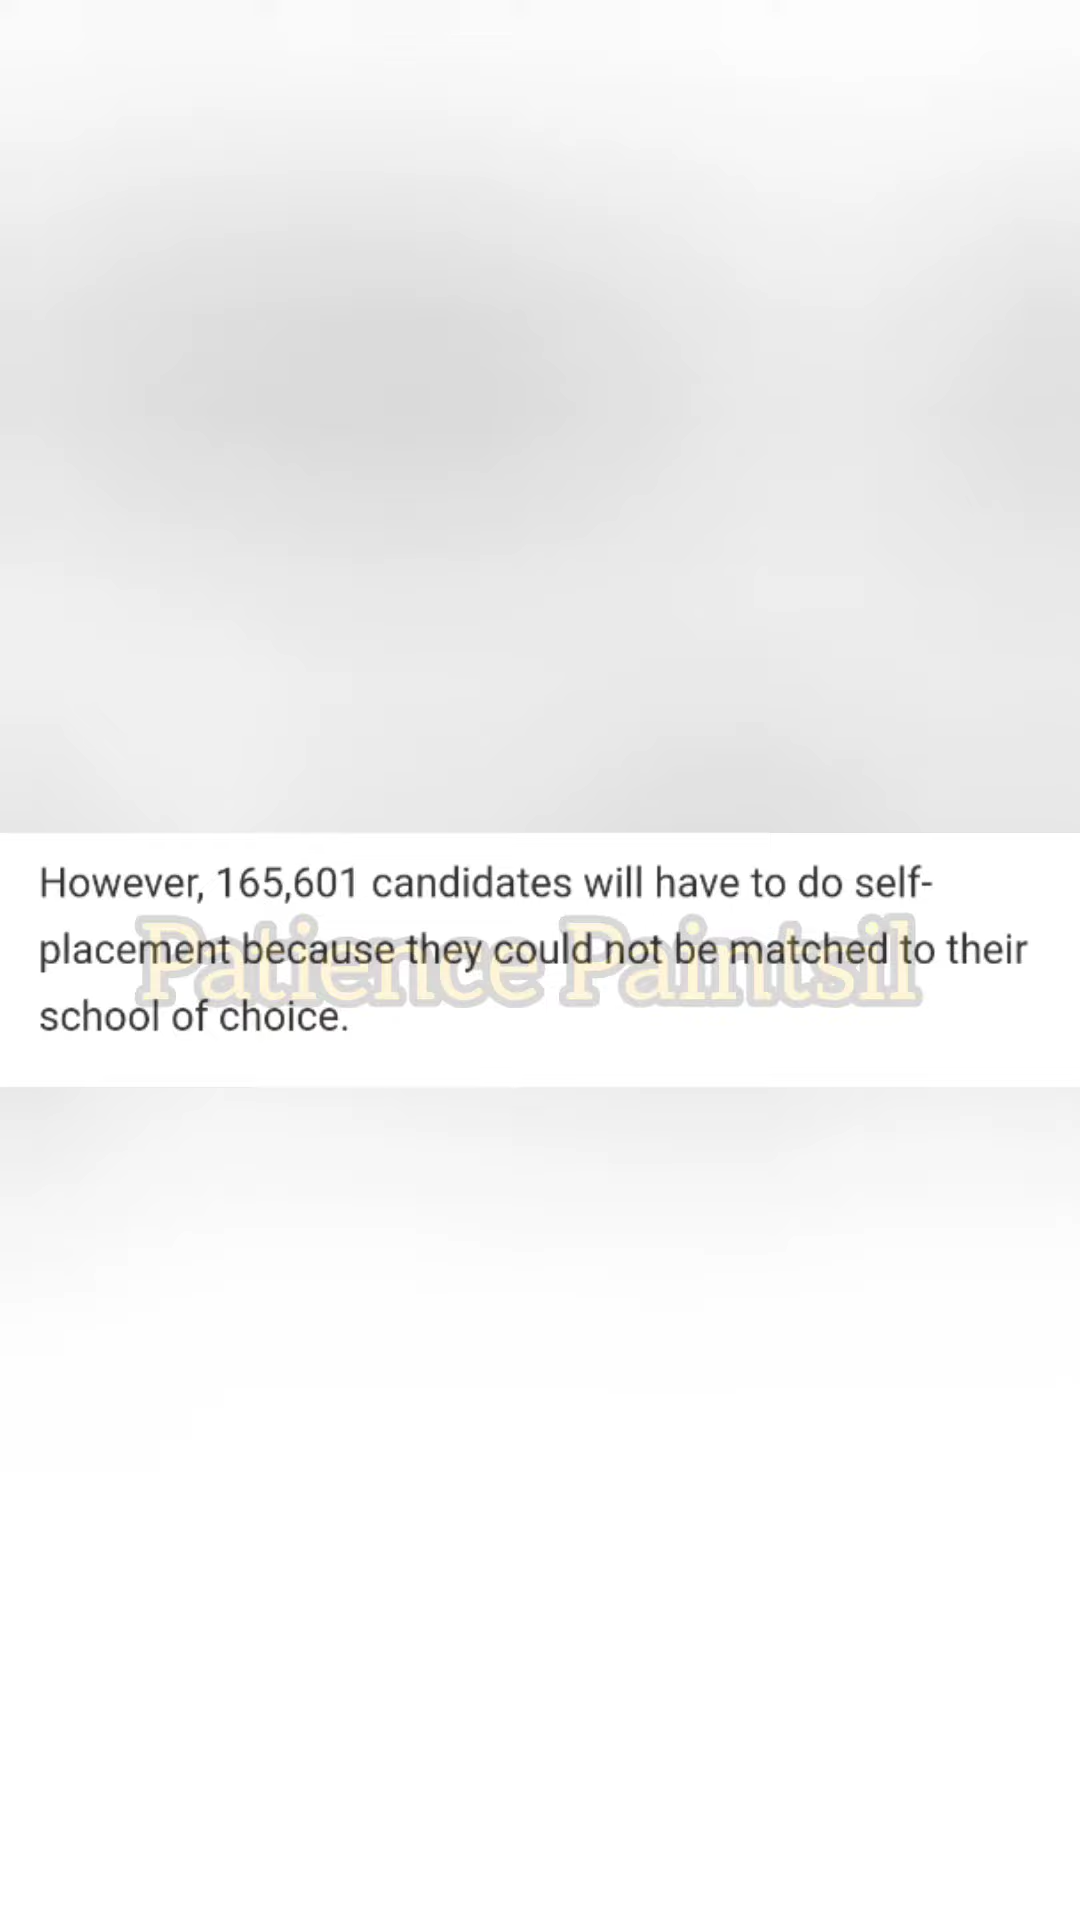 However, 165,601 candidates will have to do self-
placement because they could not be matched to their
school of choice.
Patience Paintsil